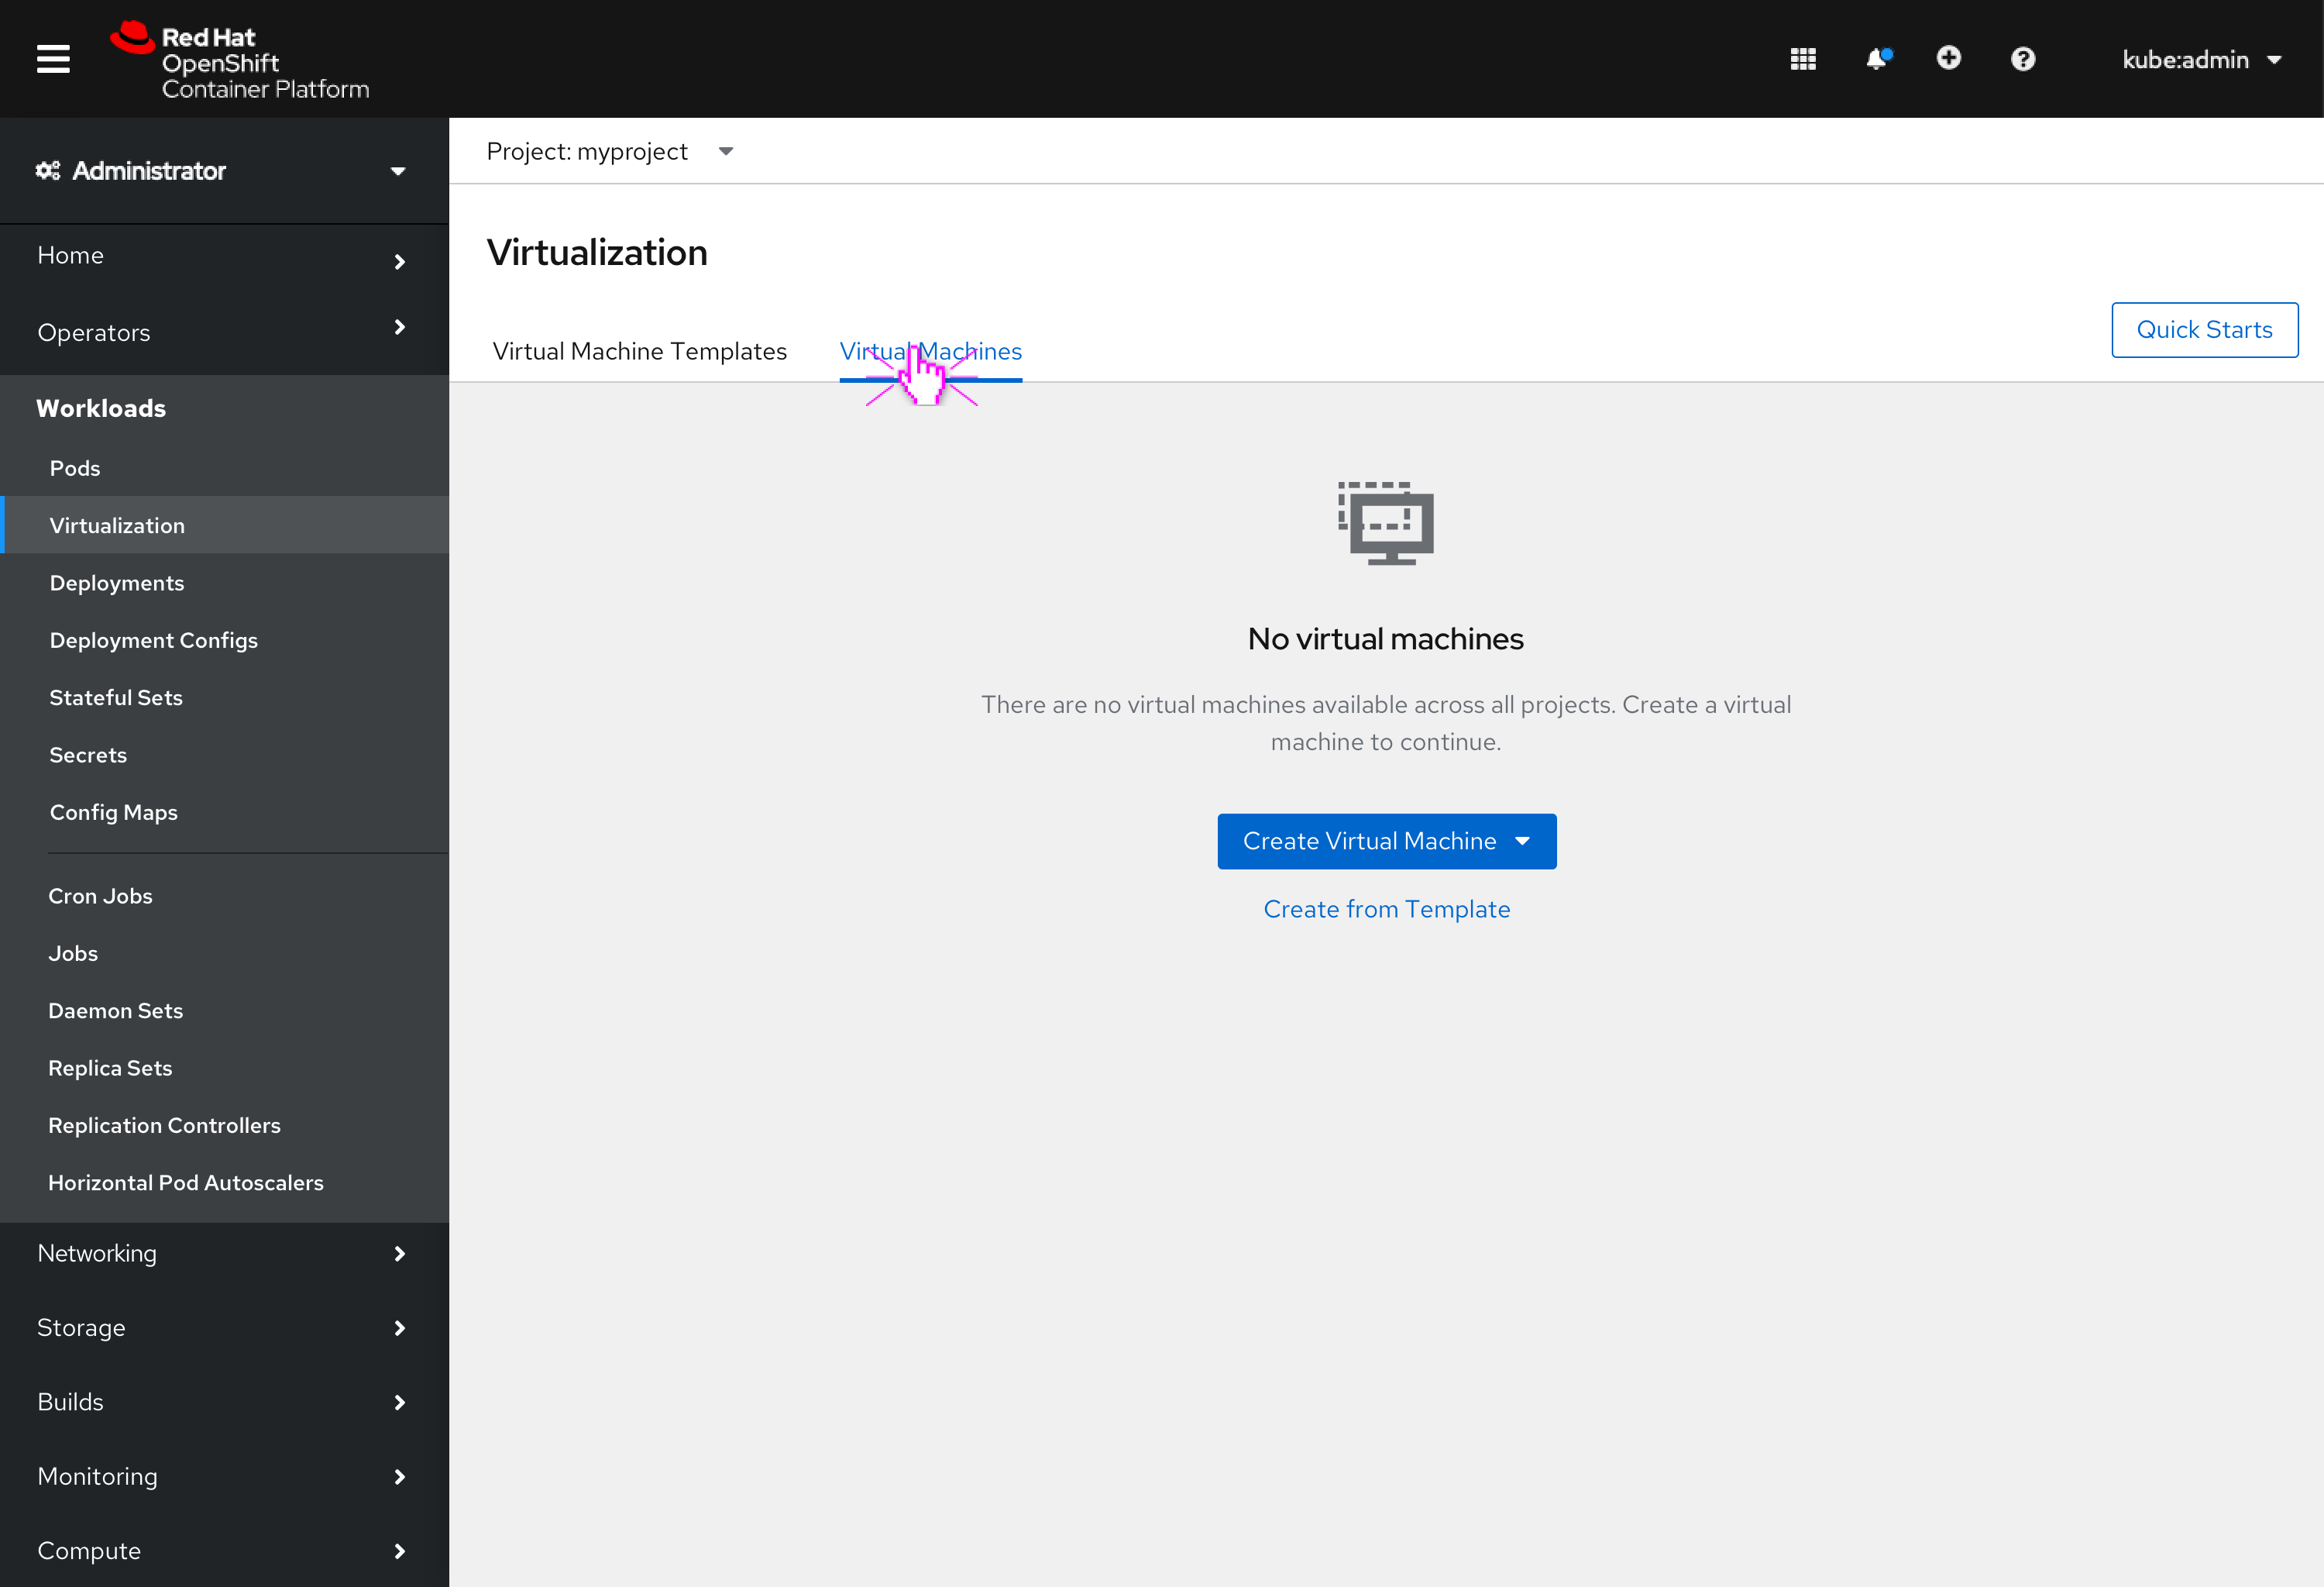 Red Hat
OpenShift
Container Platform
kube:admin
Administrator
Home
Operators
Workloads
Pods
Virtualization
Deployments
Deployment Configs
Stateful Sets
Secrets
Config Maps
Cron Jobs
Jobs
Daemon Sets
Replica Sets
Replication Controllers
Horizontal Pod Autoscalers
Networking
Storage
Builds
Monitoring
Compute
Project: myproject
Virtualization
Virtual Machine Templates
Virtual Machines
Quick Starts
No virtual machines
There are no virtual machines available across all projects. Create a virtual
machine to continue.
Create Virtual Machine
Create from Template